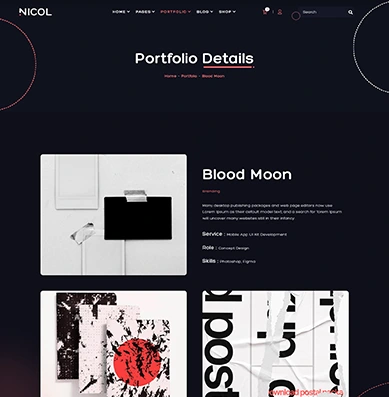 NICOL
HOME PAGES PORTFOLIO BLOG SHOP
Search
Portfolio Details
Home - Portfolio - Blood Moon
Blood Moon
Branding
Many desktop publishing packages and web page editors now use
Lorem Ipsum as their default model text, and a search for 'lorem ipsum
will uncover many websites still in their infancy.
Service | Mobile App UI Kit Development
Role | Concept Design
Skills | Photoshop, Figma